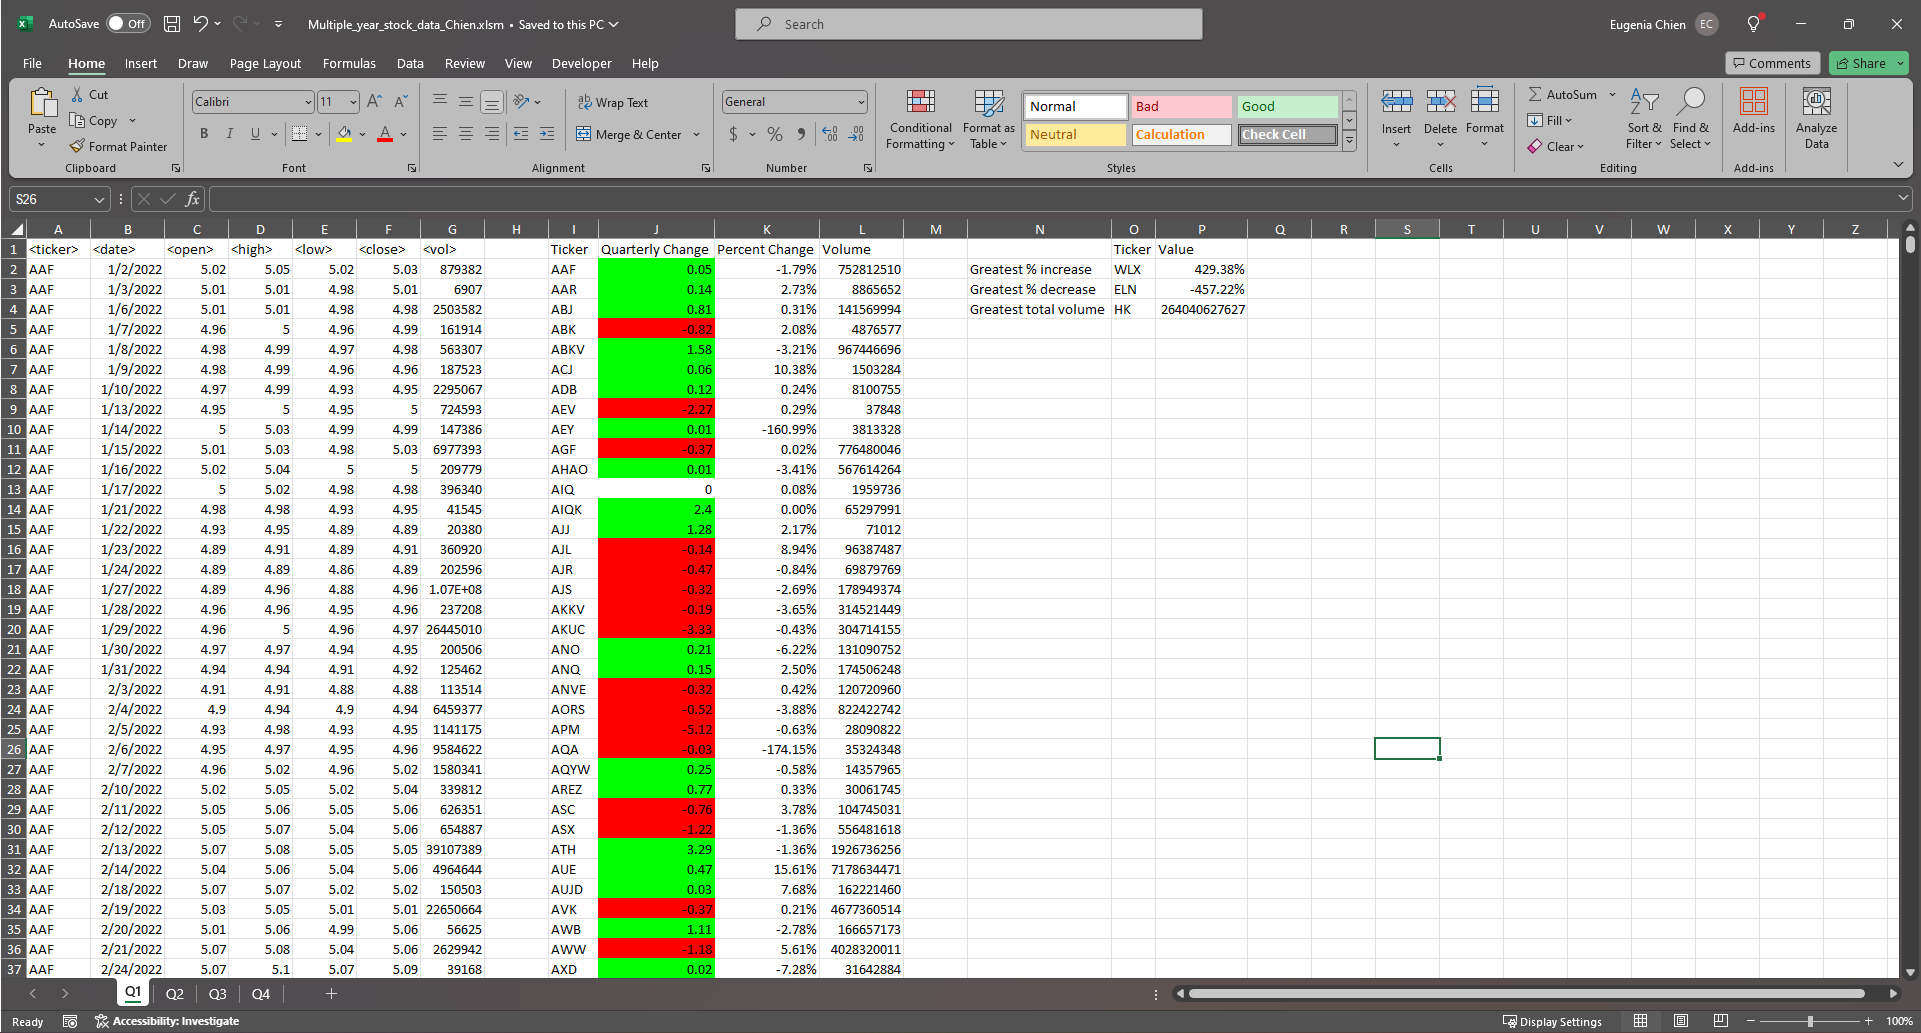 AutoSave Off Multiple_year_stock_data_Chien.xlsm • Saved to this PC Search Eugenia Chien EC
File Home Insert Draw Page Layout Formulas Data Review View Developer Help Comments Share
Paste Cut Copy Format Painter Clipboard
Calibri 11 B I U A A A Font
Wrap Text Merge & Center Alignment
General $ % 9 Number
Conditional Formatting Format as Table Normal Bad Good Neutral Calculation Check Cell Styles
Insert Delete Format Cells
AutoSum Fill Clear Sort & Filter Find & Select Editing
Add-ins Add-ins
Analyze Data
S26 fx
A B C D E F G H I J K L M N O P Q R S T U V W X Y Z
1 <ticker> <date> <open> <high> <low> <close> <vol> Ticker Quarterly Change Percent Change Volume Ticker Value
2 AAF 1/2/2022 5.02 5.05 5.02 5.03 879382 AAF 0.05 -1.79% 752812510 Greatest % increase WLX 429.38%
3 AAF 1/3/2022 5.01 5.01 4.98 5.01 6907 AAR 0.14 2.73% 8865652 Greatest % decrease ELN -457.22%
4 AAF 1/6/2022 5.01 5.01 4.98 4.98 2503582 ABJ 0.81 0.31% 141569994 Greatest total volume HK 264040627627
5 AAF 1/7/2022 4.96 5 4.96 4.99 161914 ABK -0.82 2.08% 4876577
6 AAF 1/8/2022 4.98 4.99 4.97 4.98 563307 ABKV 1.58 -3.21% 967446696
7 AAF 1/9/2022 4.98 4.99 4.96 4.96 187523 ACJ 0.06 10.38% 1503284
8 AAF 1/10/2022 4.97 4.99 4.93 4.95 2295067 ADB 0.12 0.24% 8100755
9 AAF 1/13/2022 4.95 5 4.95 5 724593 AEV -2.27 0.29% 37848
10 AAF 1/14/2022 5 5.03 4.99 4.99 147386 AEY 0.01 -160.99% 3813328
11 AAF 1/15/2022 5.01 5.03 4.98 5.03 6977393 AGF -0.37 0.02% 776480046
12 AAF 1/16/2022 5.02 5.04 5 5 209779 AHAO 0.01 -3.41% 567614264
13 AAF 1/17/2022 5 5.02 4.98 4.98 396340 AIQ 0 0.08% 1959736
14 AAF 1/21/2022 4.98 4.98 4.93 4.95 41545 AIQK 2.4 0.00% 65297991
15 AAF 1/22/2022 4.93 4.95 4.89 4.89 20380 AJJ 1.28 2.17% 71012
16 AAF 1/23/2022 4.89 4.91 4.89 4.91 360920 AJL -0.14 8.94% 96387487
17 AAF 1/24/2022 4.89 4.89 4.86 4.89 202596 AJR -0.47 -0.84% 69879769
18 AAF 1/27/2022 4.89 4.96 4.88 4.96 1.07E+08 AJS -0.32 -2.69% 178949374
19 AAF 1/28/2022 4.96 4.96 4.95 4.96 237208 AKKV -0.19 -3.65% 314521449
20 AAF 1/29/2022 4.96 5 4.96 4.97 26445010 AKUC -3.33 -0.43% 304714155
21 AAF 1/30/2022 4.97 4.97 4.94 4.95 200506 ANO 0.21 -6.22% 131090752
22 AAF 1/31/2022 4.94 4.94 4.91 4.92 125462 ANQ 0.15 2.50% 174506248
23 AAF 2/3/2022 4.91 4.91 4.88 4.88 113514 ANVE -0.32 0.42% 120720960
24 AAF 2/4/2022 4.9 4.94 4.9 4.94 6459377 AORS -0.52 -3.88% 822422742
25 AAF 2/5/2022 4.93 4.98 4.93 4.95 1141175 APM -5.12 -0.63% 28090822
26 AAF 2/6/2022 4.95 4.97 4.95 4.96 9584622 AQA -0.03 -174.15% 35324348
27 AAF 2/7/2022 4.96 5.02 4.96 5.02 1580341 AQYW 0.25 -0.58% 14357965
28 AAF 2/10/2022 5.02 5.05 5.02 5.04 339812 AREZ 0.77 0.33% 30061745
29 AAF 2/11/2022 5.05 5.06 5.05 5.06 626351 ASC -0.76 3.78% 104745031
30 AAF 2/12/2022 5.05 5.07 5.04 5.06 654887 ASX -1.22 -1.36% 556481618
31 AAF 2/13/2022 5.07 5.08 5.05 5.05 39107389 ATH 3.29 -1.36% 1926736256
32 AAF 2/14/2022 5.04 5.06 5.04 5.06 4964644 AUE 0.47 15.61% 7178634471
33 AAF 2/18/2022 5.07 5.07 5.02 5.02 150503 AUJD 0.03 7.68% 162221460
34 AAF 2/19/2022 5.03 5.05 5.01 5.01 22650664 AVK -0.37 0.21% 4677360514
35 AAF 2/20/2022 5.01 5.06 4.99 5.06 56625 AWB 1.11 -2.78% 166657173
36 AAF 2/21/2022 5.07 5.08 5.04 5.06 2629942 AWW -1.18 5.61% 4028320011
37 AAF 2/24/2022 5.07 5.1 5.07 5.09 39168 AXD 0.02 -7.28% 31642884
Q1 Q2 Q3 Q4 +
Ready Accessibility: Investigate Display Settings 100%